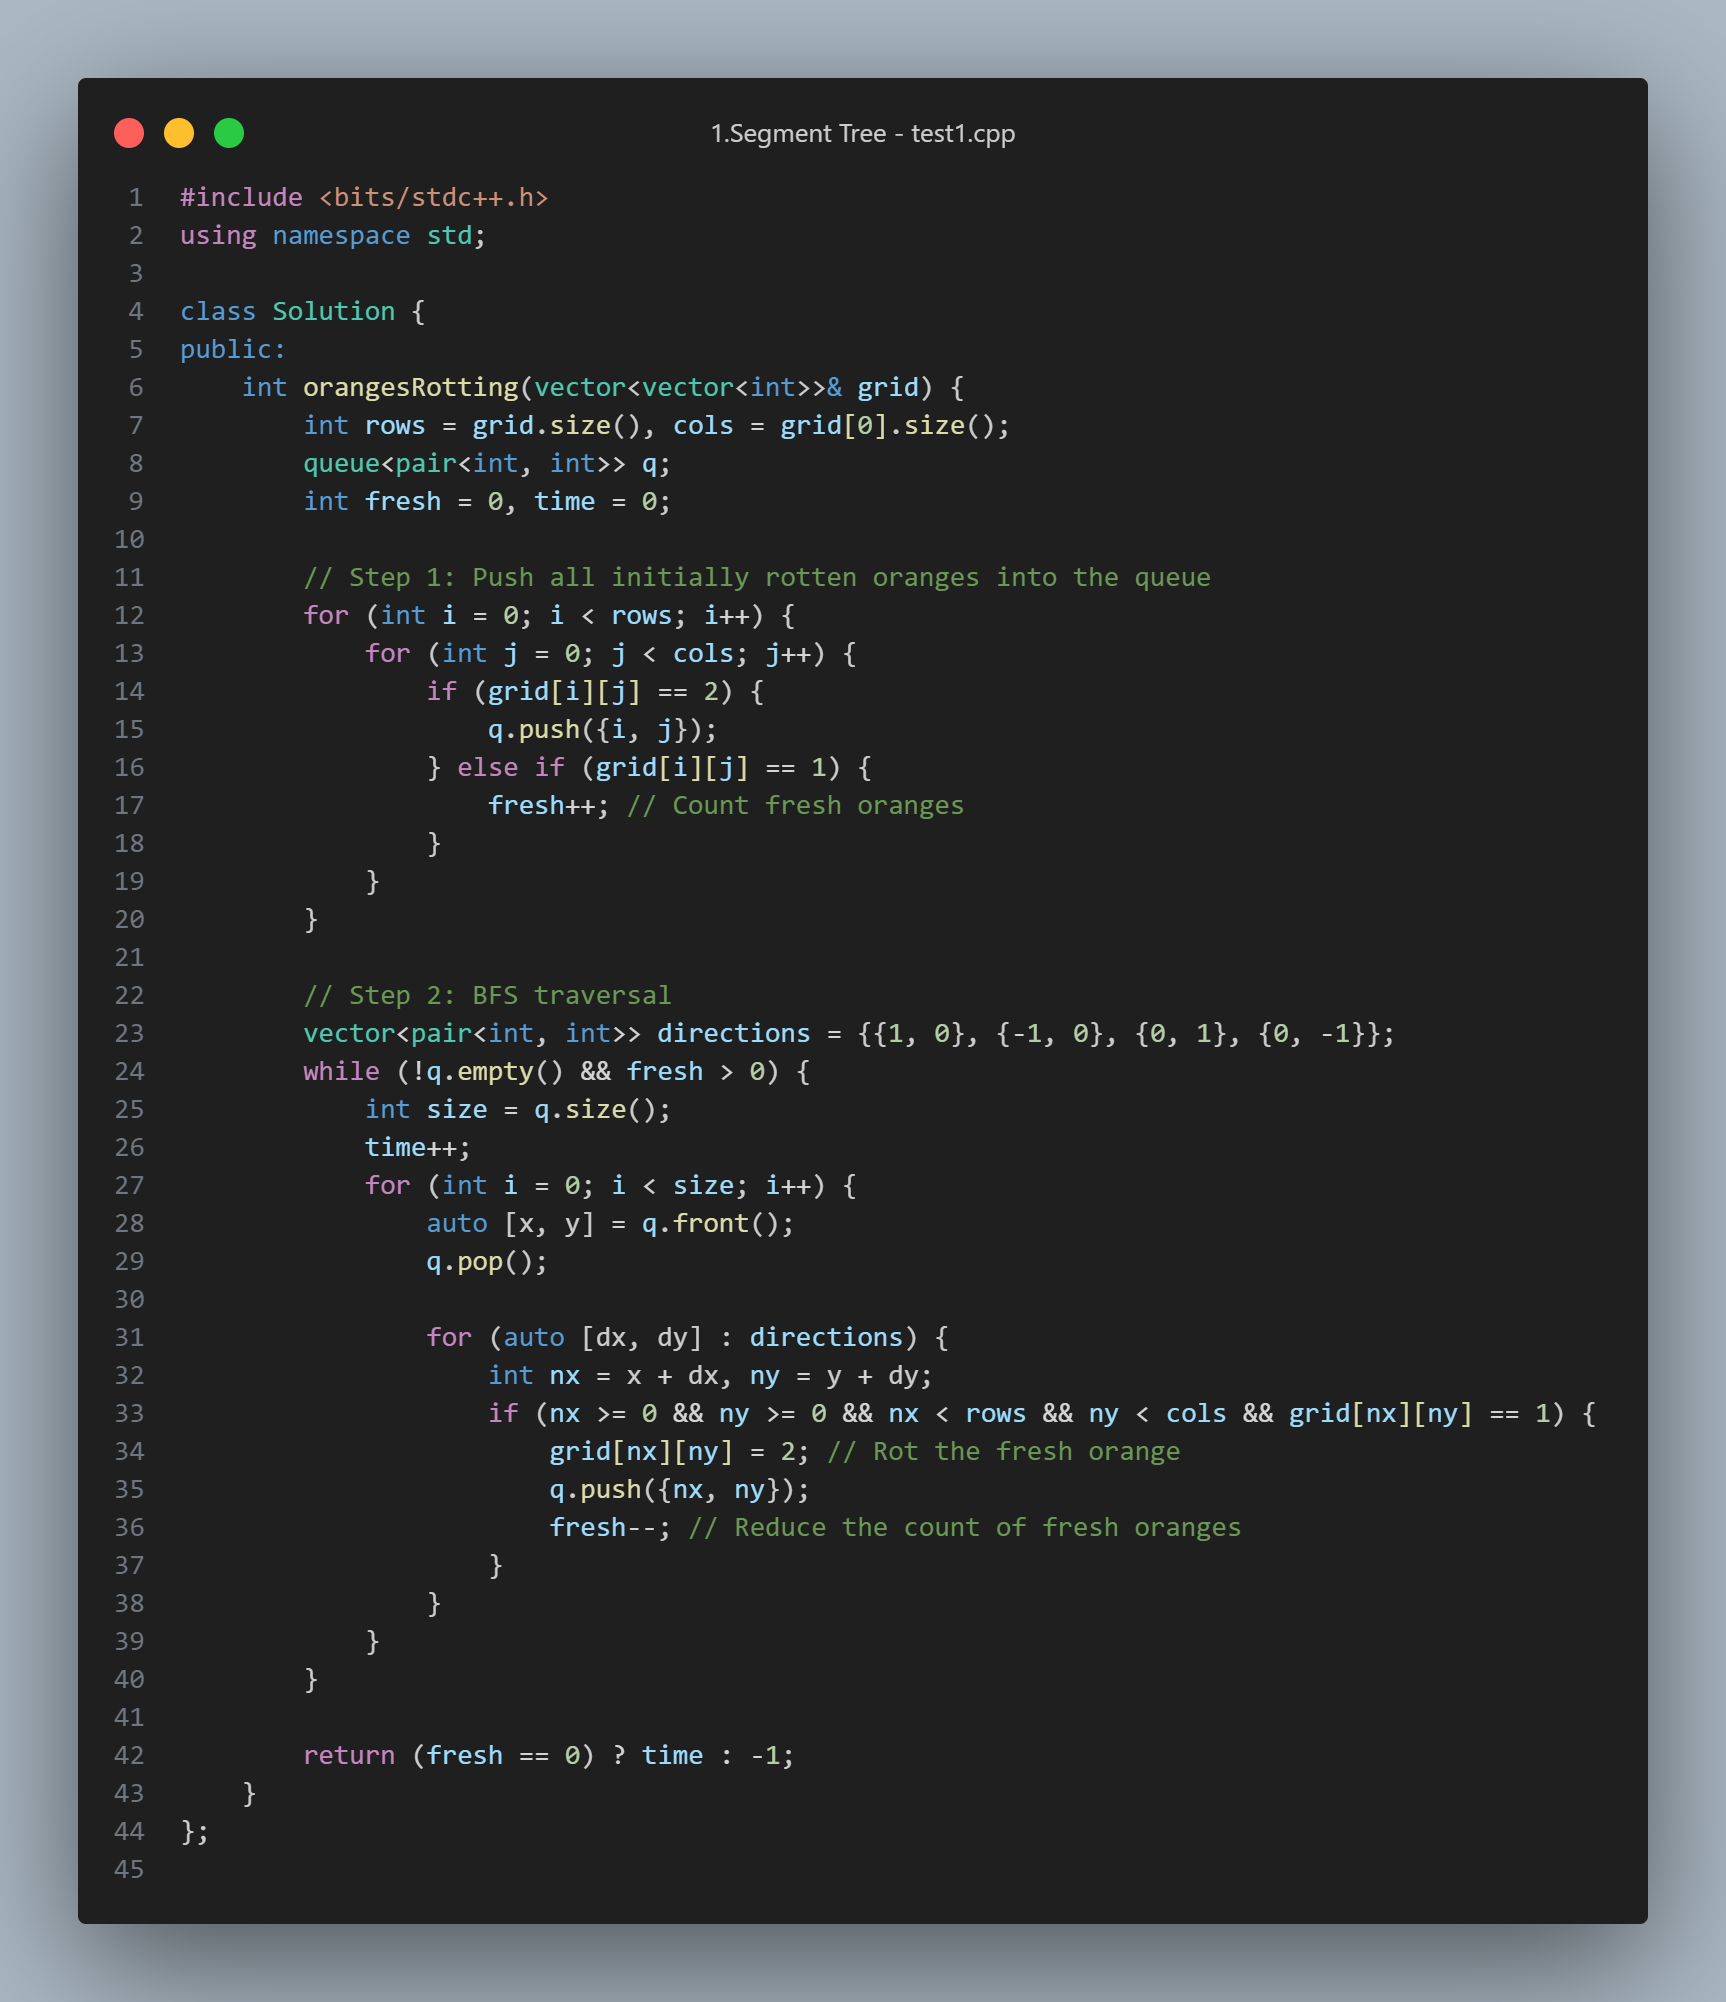 1.Segment Tree - test1.cpp
1 #include <bits/stdc++.h>
2 using namespace std;
3
4 class Solution {
5 public:
6     int orangesRotting(vector<vector<int>>& grid) {
7         int rows = grid.size(), cols = grid[0].size();
8         queue<pair<int, int>> q;
9         int fresh = 0, time = 0;
10
11         // Step 1: Push all initially rotten oranges into the queue
12         for (int i = 0; i < rows; i++) {
13             for (int j = 0; j < cols; j++) {
14                 if (grid[i][j] == 2) {
15                     q.push({i, j});
16                 } else if (grid[i][j] == 1) {
17                     fresh++; // Count fresh oranges
18                 }
19             }
20         }
21
22         // Step 2: BFS traversal
23         vector<pair<int, int>> directions = {{1, 0}, {-1, 0}, {0, 1}, {0, -1}};
24         while (!q.empty() && fresh > 0) {
25             int size = q.size();
26             time++;
27             for (int i = 0; i < size; i++) {
28                 auto [x, y] = q.front();
29                 q.pop();
30
31                 for (auto [dx, dy] : directions) {
32                     int nx = x + dx, ny = y + dy;
33                     if (nx >= 0 && ny >= 0 && nx < rows && ny < cols && grid[nx][ny] == 1) {
34                         grid[nx][ny] = 2; // Rot the fresh orange
35                         q.push({nx, ny});
36                         fresh--; // Reduce the count of fresh oranges
37                     }
38                 }
39             }
40         }
41
42         return (fresh == 0) ? time : -1;
43     }
44 };
45